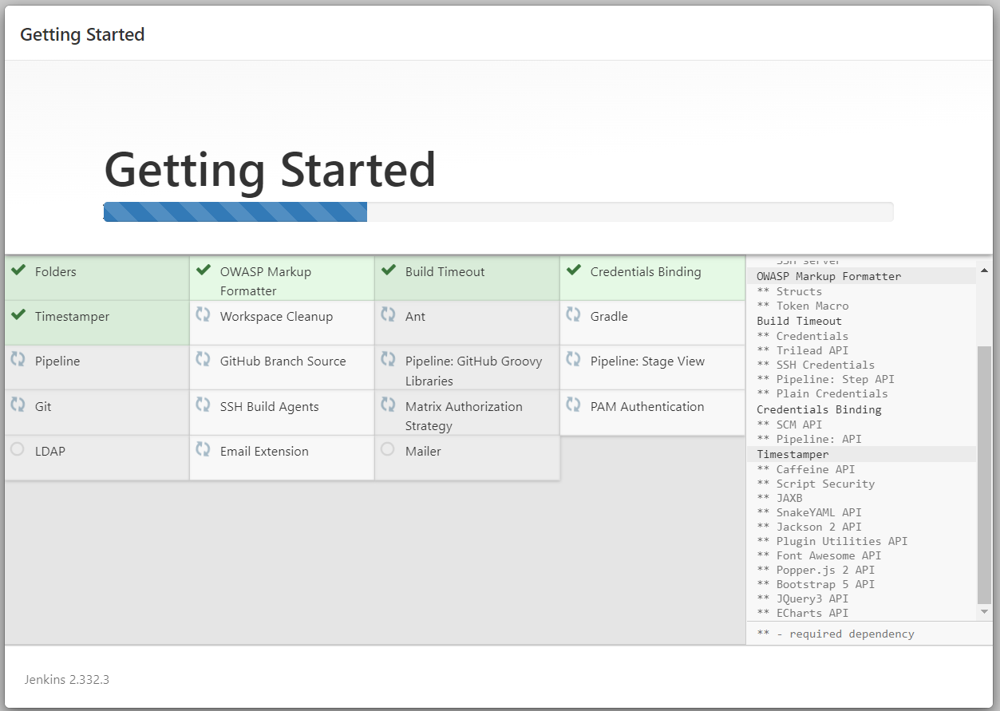 Getting Started
Getting Started
Folders
OWASP Markup
Formatter
Build Timeout
Credentials Binding
Timestamper
Workspace Cleanup
Ant
Gradle
Pipeline
GitHub Branch Source
Pipeline: GitHub Groovy
Libraries
Pipeline: Stage View
Git
SSH Build Agents
Matrix Authorization
Strategy
PAM Authentication
LDAP
Email Extension
Mailer
SSH server
OWASP Markup Formatter
** Structs
** Token Macro
Build Timeout
** Credentials
** Trilead API
** SSH Credentials
** Pipeline: Step API
** Plain Credentials
Credentials Binding
** SCM API
** Pipeline: API
Timestamper
** Caffeine API
** Script Security
** JAXB
** SnakeYAML API
** Jackson 2 API
** Plugin Utilities API
** Font Awesome API
** Popper.js 2 API
** Bootstrap 5 API
** JQuery3 API
** ECharts API
** - required dependency
Jenkins 2.332.3